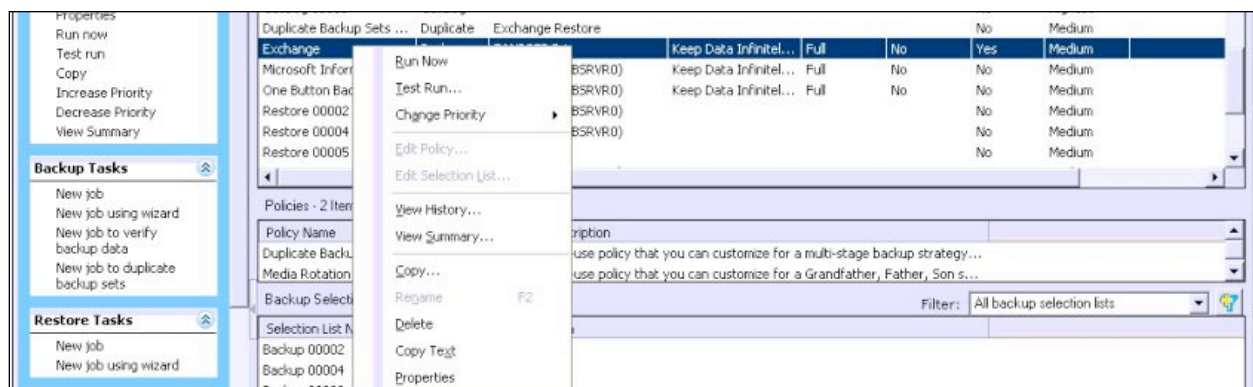 Properties
Run now
Test run
Copy
Increase Priority
Decrease Priority
View Summary
Backup Tasks
New job
New job using wizard
New job to verify
backup data
New job to duplicate
backup sets
Restore Tasks
New job
New job using wizard
Duplicate Backup Sets ... Duplicate Exchange Restore No Medium
Exchange Keep Data Infinitel... Full No Yes Medium
Microsoft Inforr BSRVR0) Keep Data Infinitel... Full No No Medium
One Button Bac BSRVR0) Keep Data Infinitel... Full No No Medium
Restore 00002 BSRVR0) No Medium
Restore 00004 BSRVR0) No Medium
Restore 00005 No Medium
Run Now
Test Run...
Change Priority
Edit Policy...
Edit Selection List...
View History...
View Summary...
Copy...
Rename F2
Delete
Copy Text
Properties
Policies - 2 Item
Policy Name ription
Duplicate Backu use policy that you can customize for a multi-stage backup strategy...
Media Rotation use policy that you can customize for a Grandfather, Father, Son s...
Backup Selecti Filter: All backup selection lists
Selection List N
Backup 00002
Backup 00004